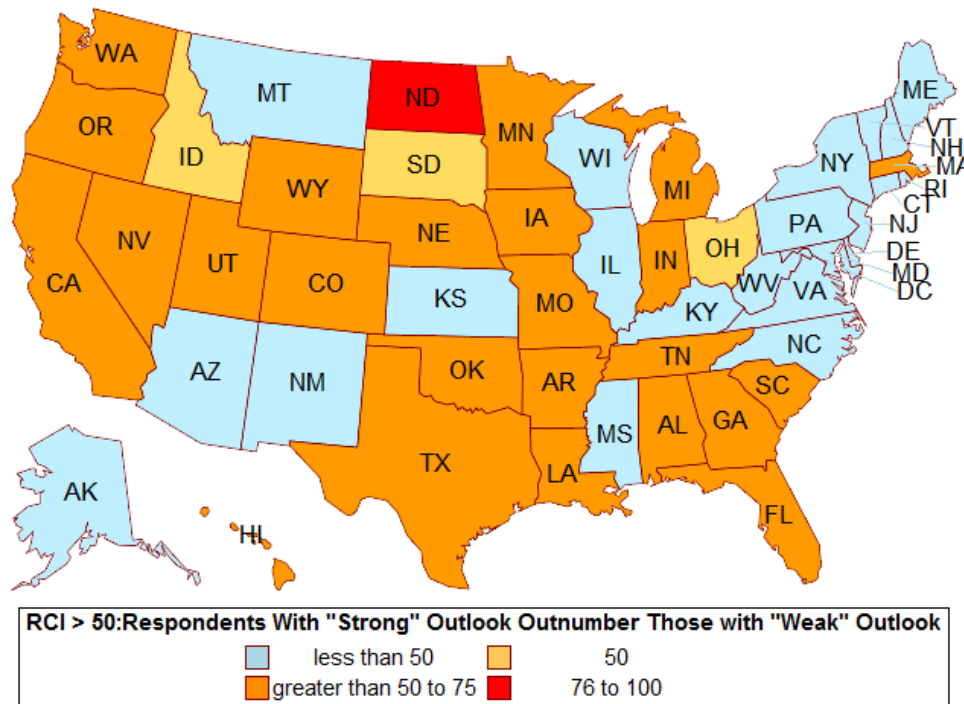 WA
MT
ND
ME
OR
MN
VT
ID
SD
WI
NH
NY
MA
WY
MI
RI
CT
IA
NE
PA
NJ
NV
OH
UT
IL
IN
DE
CA
CO
MD
WV
VA
DC
KS
MO
KY
NC
TN
OK
AZ
NM
AR
SC
MS
AL
GA
TX
LA
AK
FL
HI
RCI > 50:Respondents With "Strong" Outlook Outnumber Those with "Weak" Outlook
less than 50 50
greater than 50 to 75 76 to 100